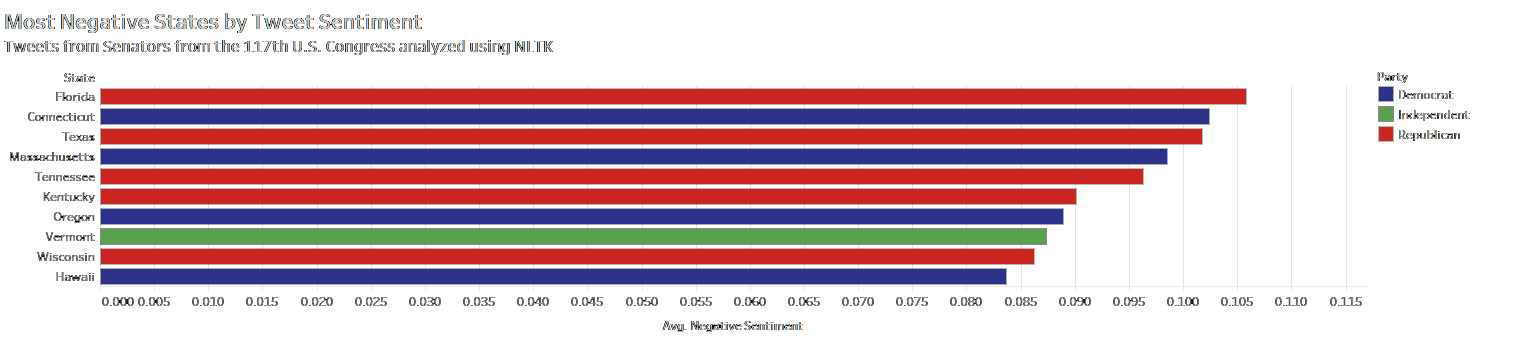 Most Negative States by Tweet Sentiment
Tweets from Senators from the 117th U.S. Congress analyzed using NLTK
State
Florida
Connecticut
Texas
Massachusetts
Tennessee
Kentucky
Oregon
Vermont
Wisconsin
Hawaii
0.000 0.005 0.010 0.015 0.020 0.025 0.030 0.035 0.040 0.045 0.050 0.055 0.060 0.065 0.070 0.075 0.080 0.085 0.090 0.095 0.100 0.105 0.110 0.115
Avg. Negative Sentiment
Party
Democrat
Independent
Republican